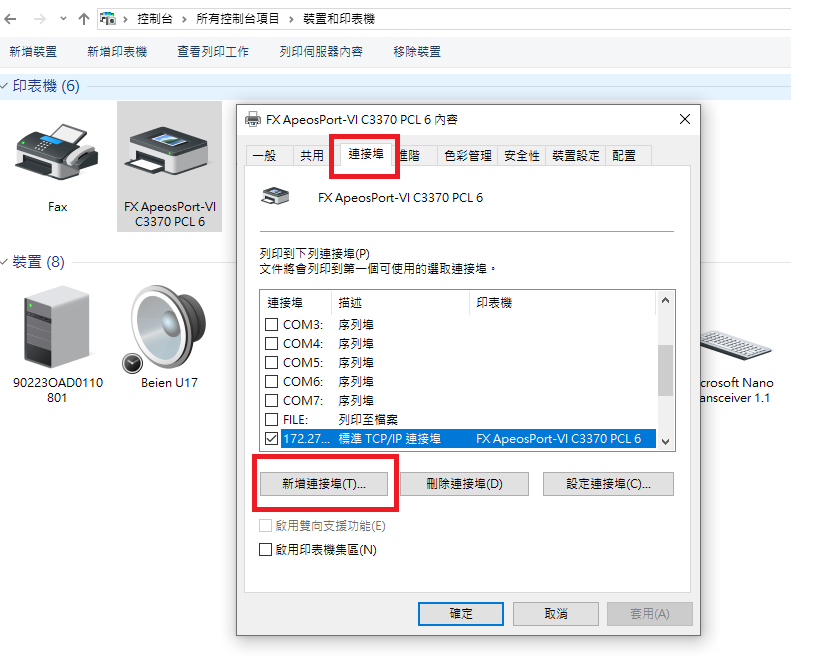 控制台 › 所有控制台項目 › 裝置和印表機
新增裝置 新增印表機 查看列印工作 列印伺服器內容 移除裝置
印表機 (6)
Fax
FX ApeosPort-VI
C3370 PCL 6
裝置 (8)
90223OAD0110
801
Beien U17
crosoft Nano
ansceiver 1.1
FX ApeosPort-VI C3370 PCL 6 內容
一般 共用 連接埠 進階 色彩管理 安全性 裝置設定 配置
FX ApeosPort-VI C3370 PCL 6
列印到下列連接埠(P)
文件將會列印到第一個可使用的選取連接埠。
連接埠 描述 印表機
COM3: 序列埠
COM4: 序列埠
COM5: 序列埠
COM6: 序列埠
COM7: 序列埠
FILE: 列印至檔案
172.27... 標準 TCP/IP 連接埠 FX ApeosPort-VI C3370 PCL 6
新增連接埠(T)... 刪除連接埠(D) 設定連接埠(C)...
啟用雙向支援功能(E)
啟用印表機集區(N)
確定 取消 套用(A)